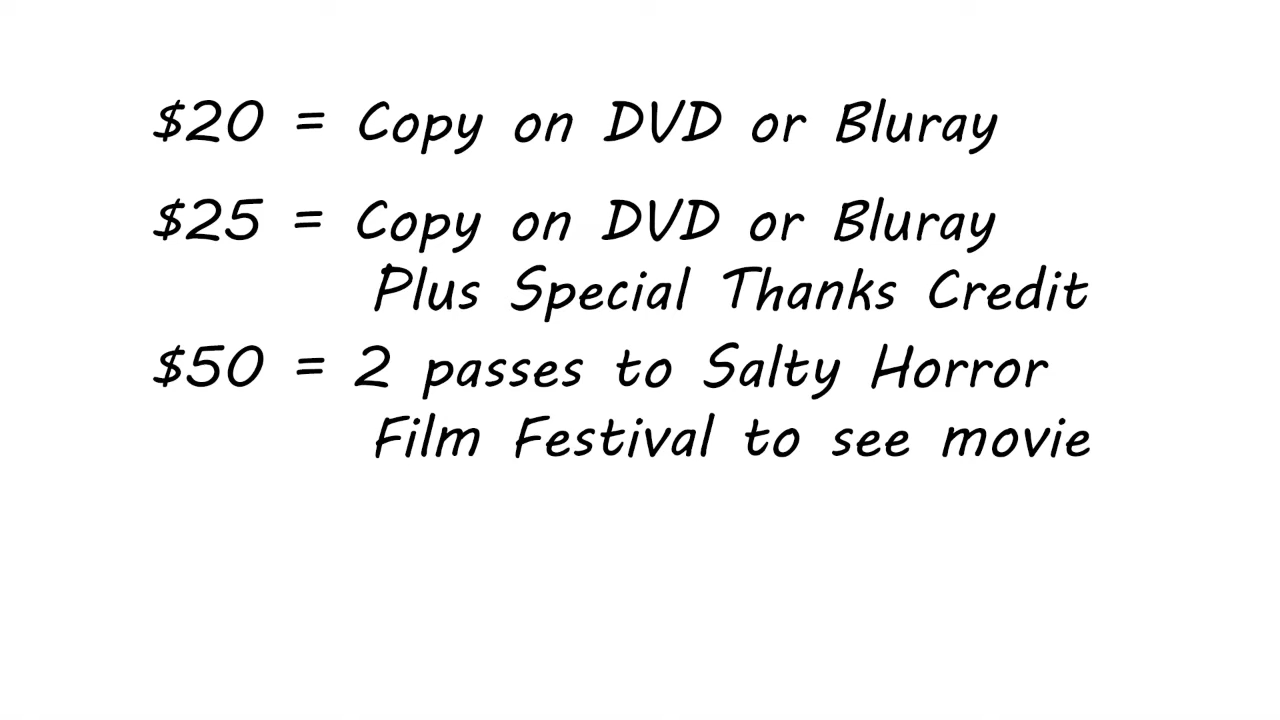 $20 = Copy on DVD or Bluray
$25 = Copy on DVD or Bluray
Plus Special Thanks Credit
$50 = 2 passes to Salty Horror
Film Festival to see movie